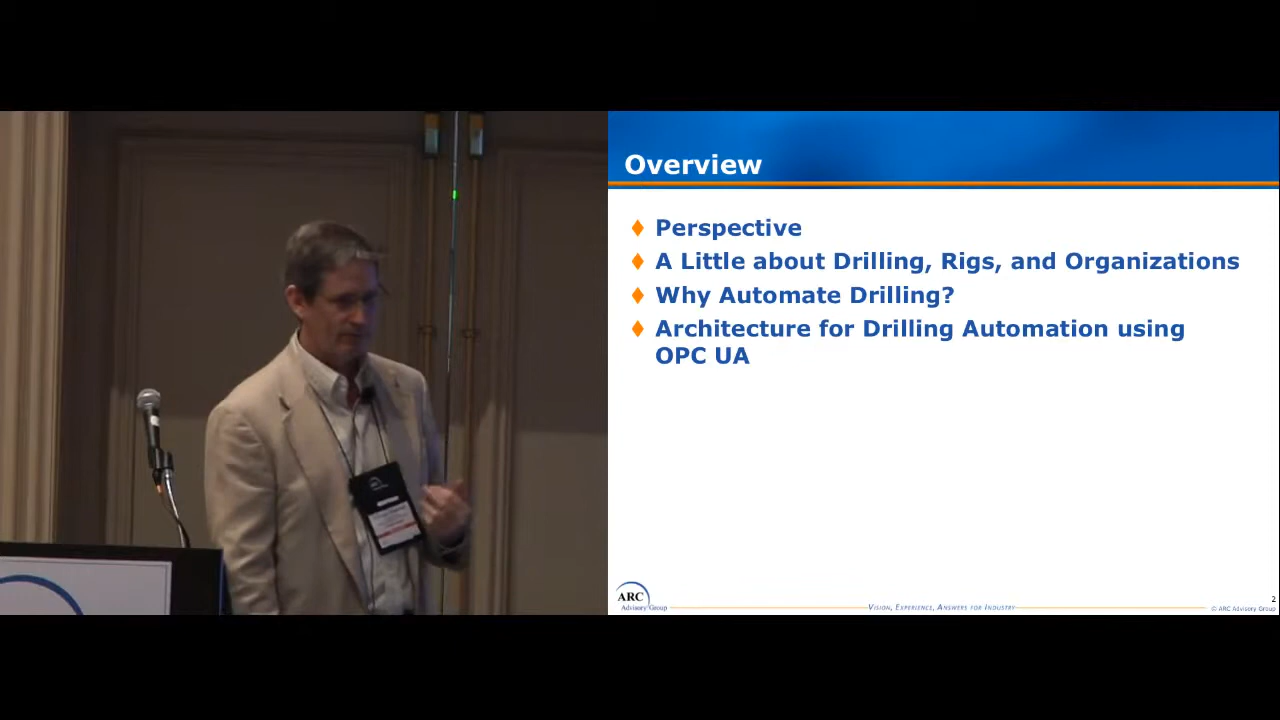 Overview
Perspective
A Little about Drilling, Rigs, and Organizations
Why Automate Drilling?
Architecture for Drilling Automation using
OPC UA
ARC
Advisory Group
Vision, Experience, Answers for Industry
2
© ARC Advisory Group